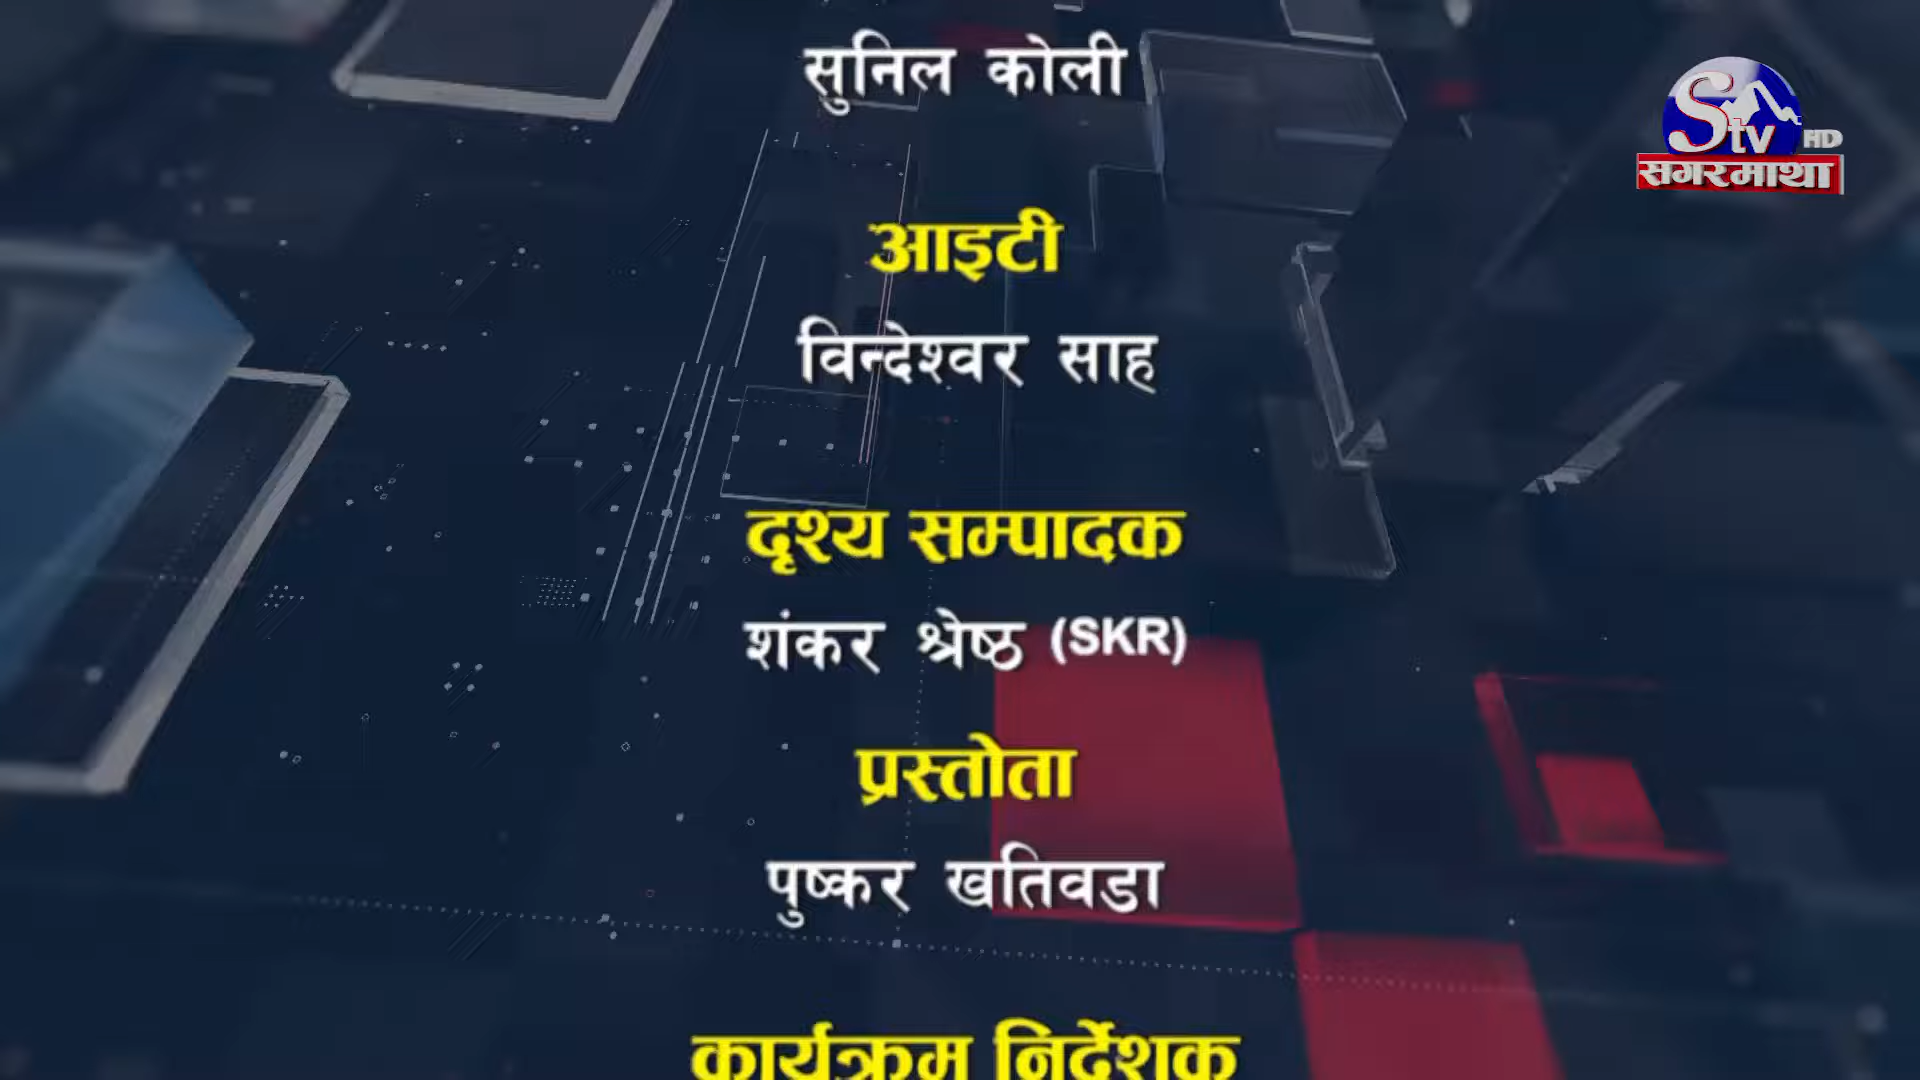 सुनिल कोली
STV HD
सगरमाथा
आइटी
विन्देश्वर साह
दृश्य सम्पादक
शंकर श्रेष्ठ (SKR)
प्रस्तोता
पुष्कर खतिवडा
कार्यक्रम निर्देशक